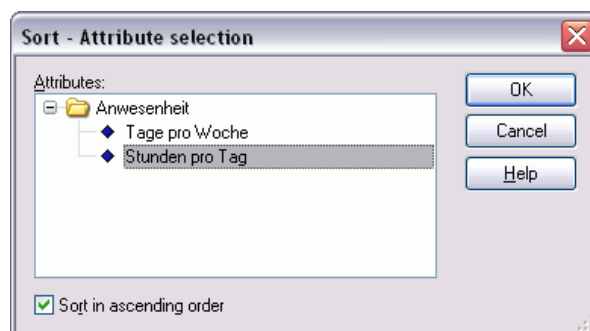 Sort - Attribute selection
Attributes:
Anwesenheit
Tage pro Woche
Stunden pro Tag
OK
Cancel
Help
Sort in ascending order